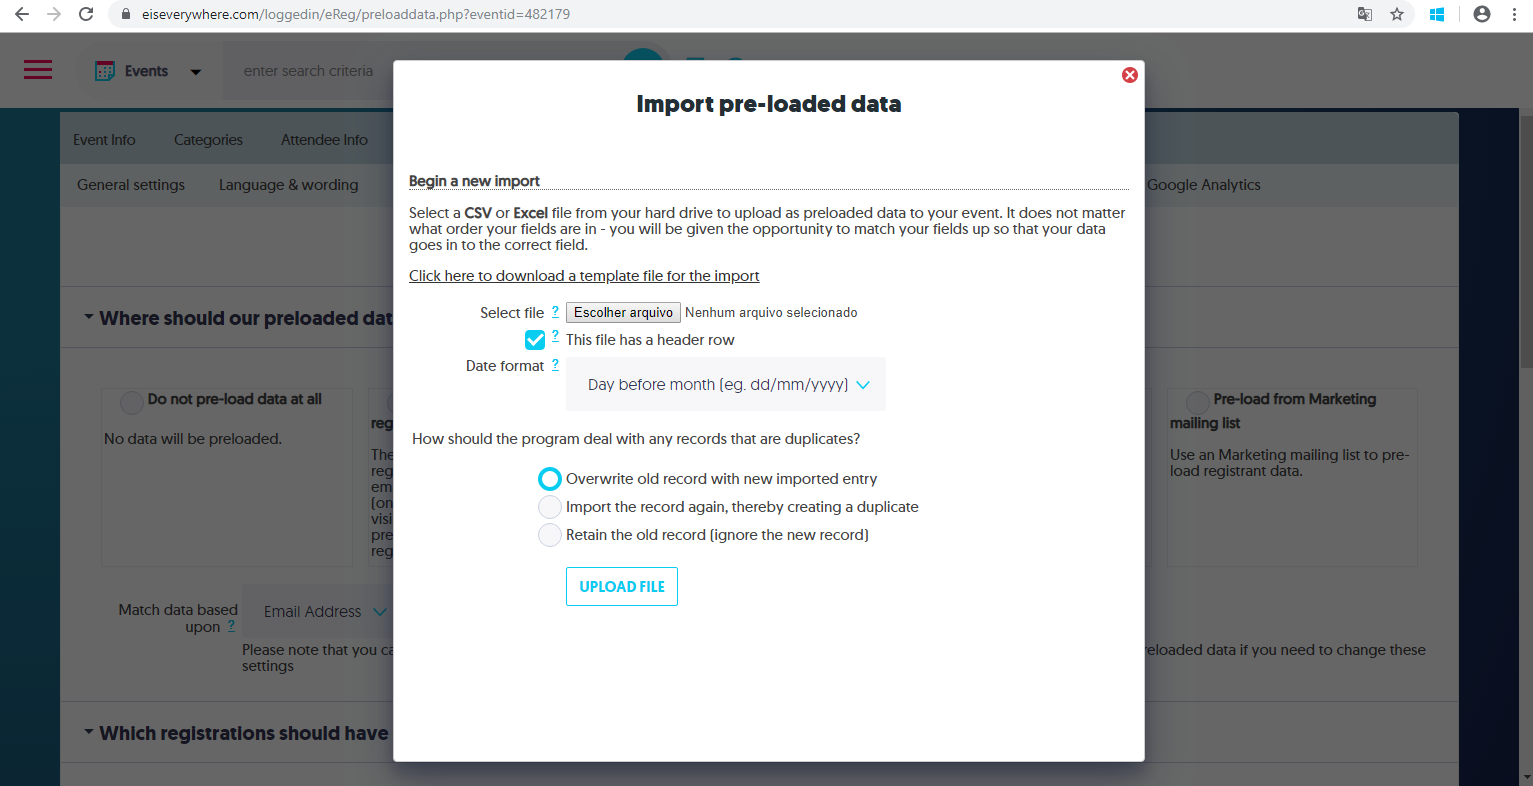 eiseverywhere.com/loggedin/eReg/preloaddata.php?eventid=482179
Events
enter search criteria
Import pre-loaded data
Event Info Categories Attendee Info
General settings Language & wording Google Analytics
Begin a new import
Select a CSV or Excel file from your hard drive to upload as preloaded data to your event. It does not matter
what order your fields are in - you will be given the opportunity to match your fields up so that your data
goes in to the correct field.
Click here to download a template file for the import
Select file ? Escolher arquivo Nenhum arquivo selecionado
? This file has a header row
Date format ?
Day before month (eg. dd/mm/yyyy)
How should the program deal with any records that are duplicates?
Overwrite old record with new imported entry
Import the record again, thereby creating a duplicate
Retain the old record (ignore the new record)
UPLOAD FILE
Where should our preloaded dat
Do not pre-load data at all
No data will be preloaded.
reg
The
reg
em
(on
visi
pre
reg
Pre-load from Marketing
mailing list
Use an Marketing mailing list to pre-
load registrant data.
Match data based
upon ?
Email Address
Please note that you ca reloaded data if you need to change these
settings
Which registrations should have